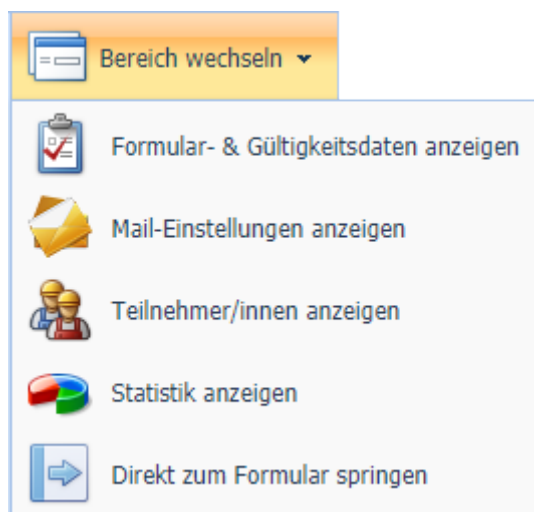 Bereich wechseln
Formular- & Gültigkeitsdaten anzeigen
Mail-Einstellungen anzeigen
Teilnehmer/innen anzeigen
Statistik anzeigen
Direkt zum Formular springen